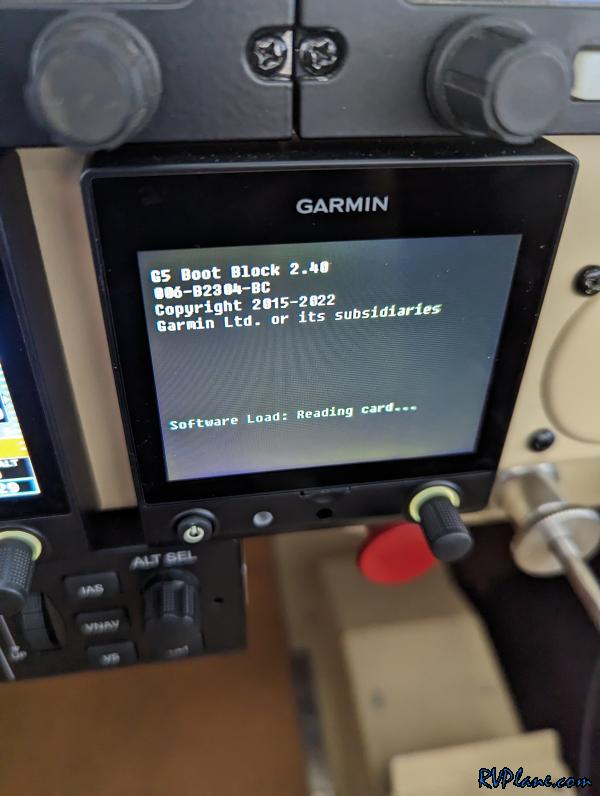 GARMIN
G5 Boot Block 2.40
006-B2304-BC
Copyright 2015-2022
Garmin Ltd. or its subsidiaries
Software Load: Reading card...
ALT SEL
IAS
VNAV
VS
UP
RVPlane.com